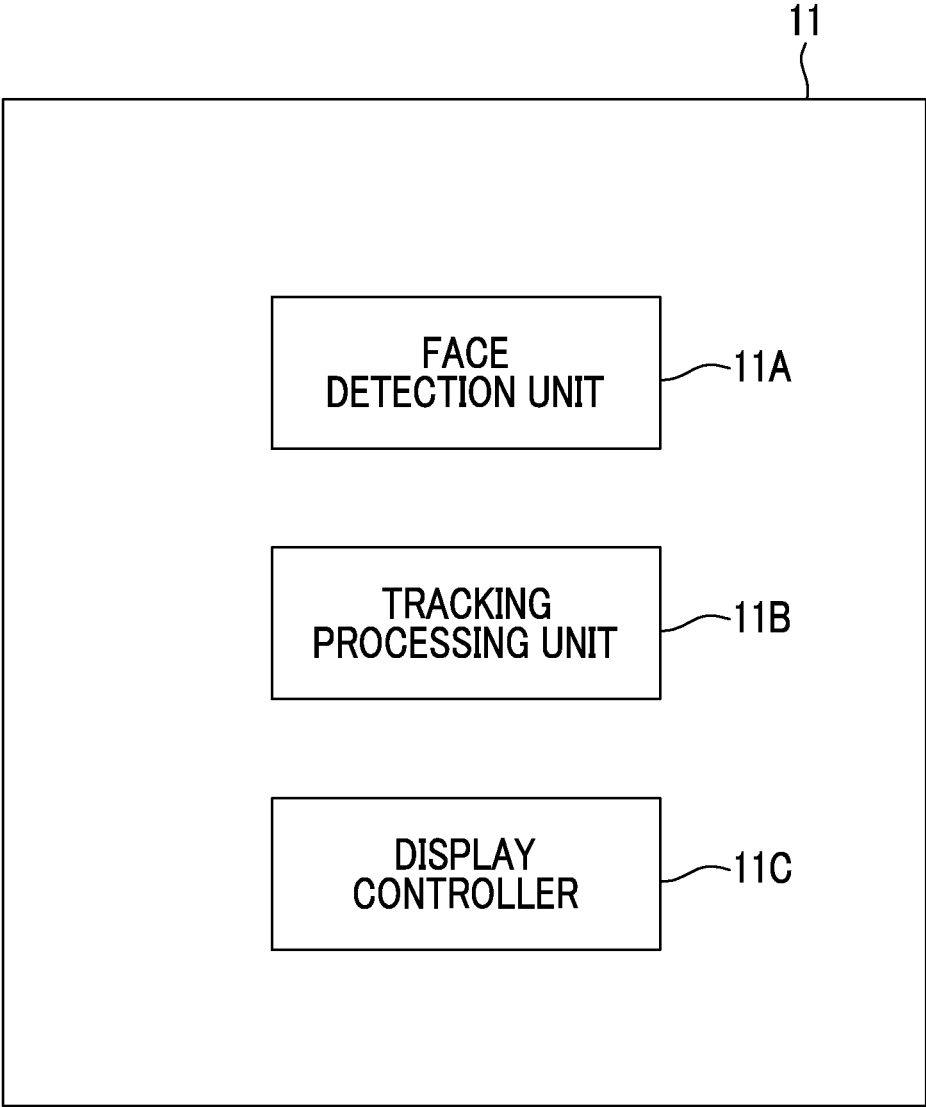 11
FACE
DETECTION UNIT
11A
TRACKING
PROCESSING UNIT
11B
DISPLAY
CONTROLLER
11C